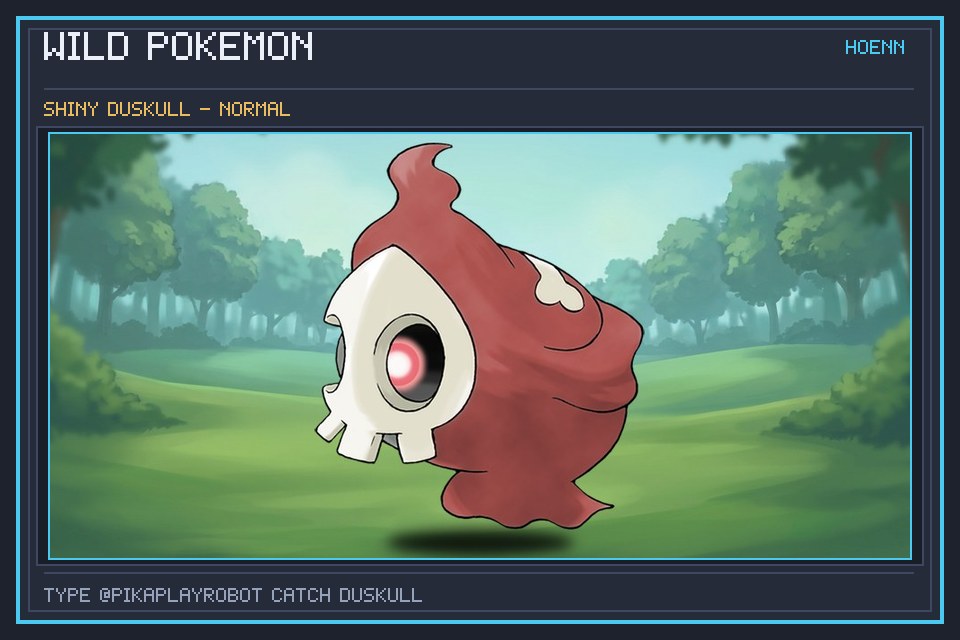 WILD POKEMON
HOENN
SHINY DUSKULL - NORMAL
TYPE @PIKAPLAYROBOT CATCH DUSKULL